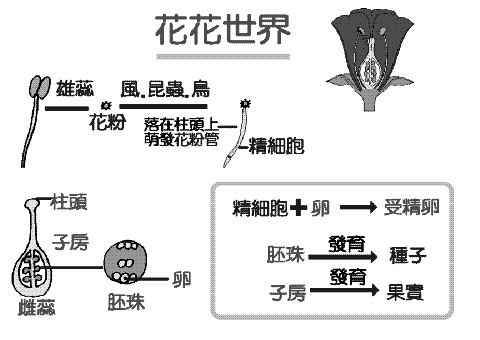 花花世界
雄蕊
風、昆蟲、鳥
花粉
落在柱頭上
萌發花粉管
精細胞
柱頭
子房
雌蕊
卵
胚珠
精細胞+卵 → 受精卵
胚珠 發育 → 種子
子房 發育 → 果實